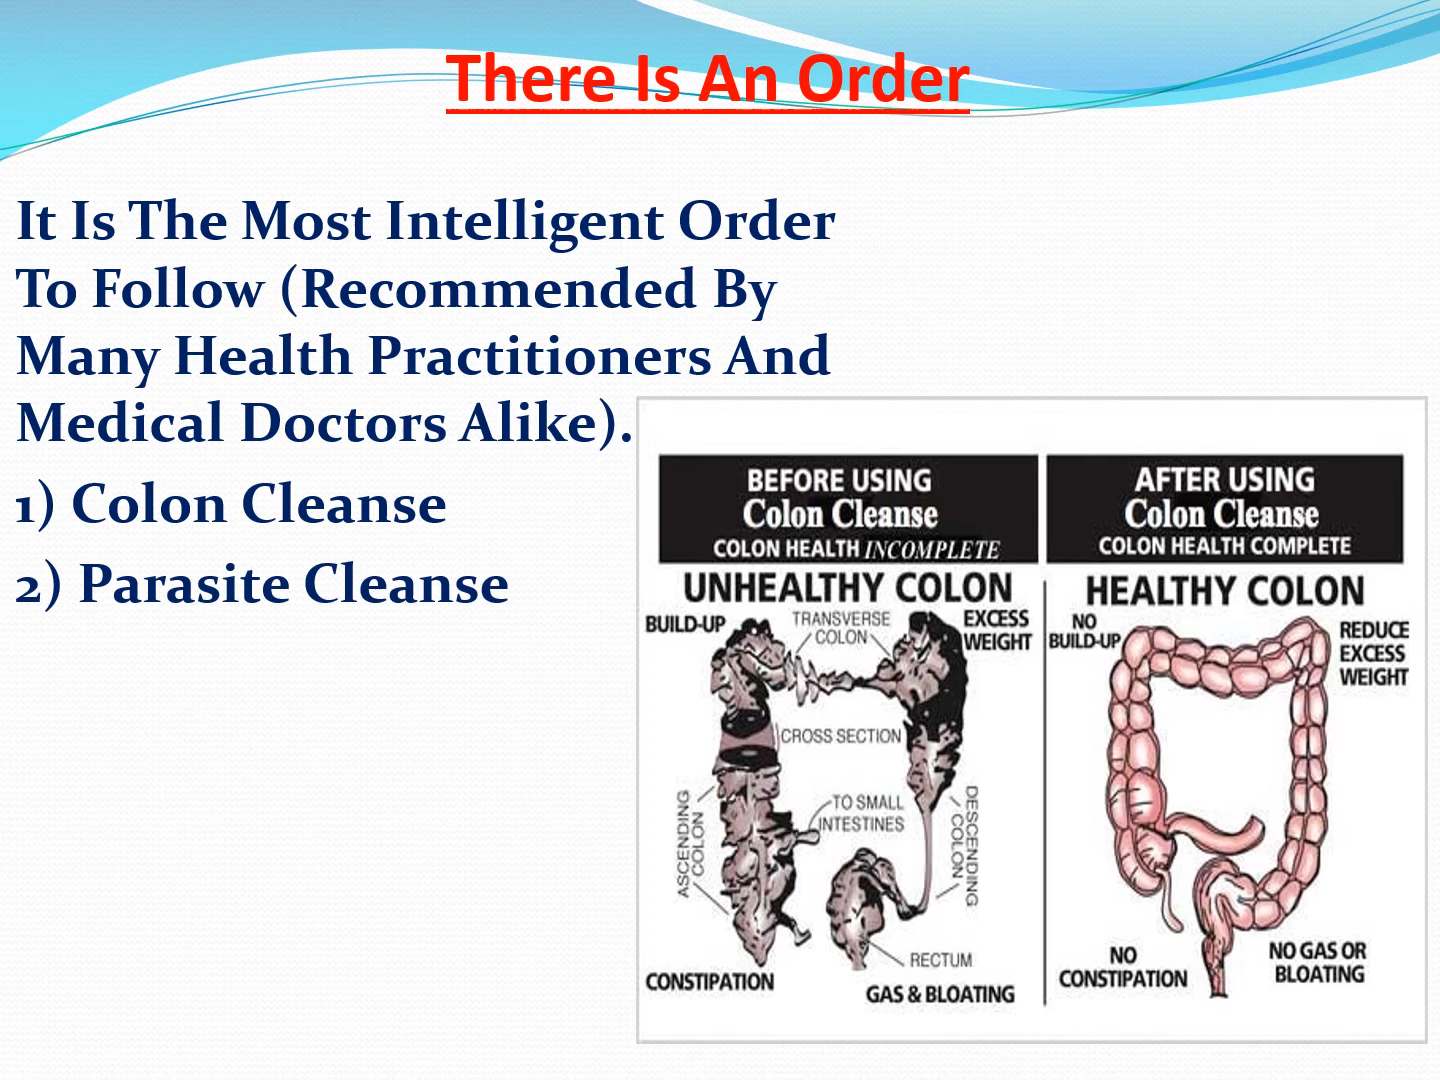 There Is An Order
It Is The Most Intelligent Order
To Follow (Recommended By
Many Health Practitioners And
Medical Doctors Alike).
1) Colon Cleanse
2) Parasite Cleanse
BEFORE USING
Colon Cleanse
COLON HEALTH INCOMPLETE
UNHEALTHY COLON
BUILD-UP
TRANSVERSE
COLON
EXCESS
WEIGHT
CROSS SECTION
TO SMALL
INTESTINES
ASCENDING
COLON
DESCENDING
COLON
RECTUM
CONSTIPATION
GAS & BLOATING
AFTER USING
Colon Cleanse
COLON HEALTH COMPLETE
HEALTHY COLON
NO
BUILD-UP
REDUCE
EXCESS
WEIGHT
NO
CONSTIPATION
NO GAS OR
BLOATING